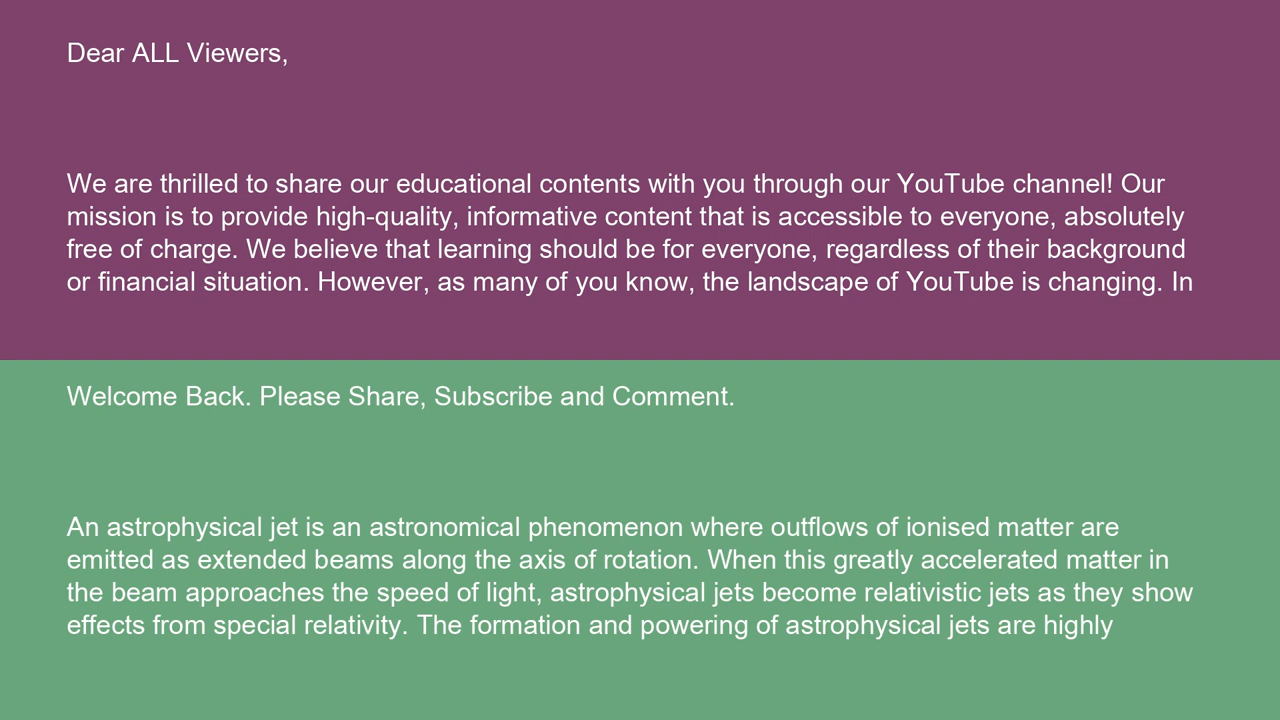 Dear ALL Viewers,
We are thrilled to share our educational contents with you through our YouTube channel! Our
mission is to provide high-quality, informative content that is accessible to everyone, absolutely
free of charge. We believe that learning should be for everyone, regardless of their background
or financial situation. However, as many of you know, the landscape of YouTube is changing. In
Welcome Back. Please Share, Subscribe and Comment.
An astrophysical jet is an astronomical phenomenon where outflows of ionised matter are
emitted as extended beams along the axis of rotation. When this greatly accelerated matter in
the beam approaches the speed of light, astrophysical jets become relativistic jets as they show
effects from special relativity. The formation and powering of astrophysical jets are highly